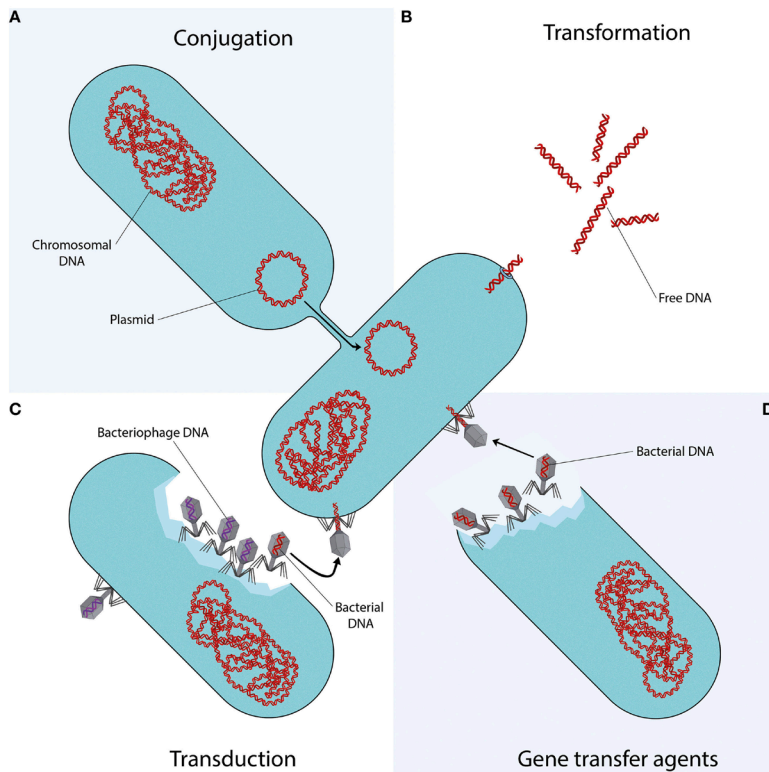 A
Conjugation
Chromosomal
DNA
Plasmid
B
Transformation
Free DNA
C
Bacteriophage DNA
Bacterial
DNA
Transduction
D
Bacterial DNA
Gene transfer agents